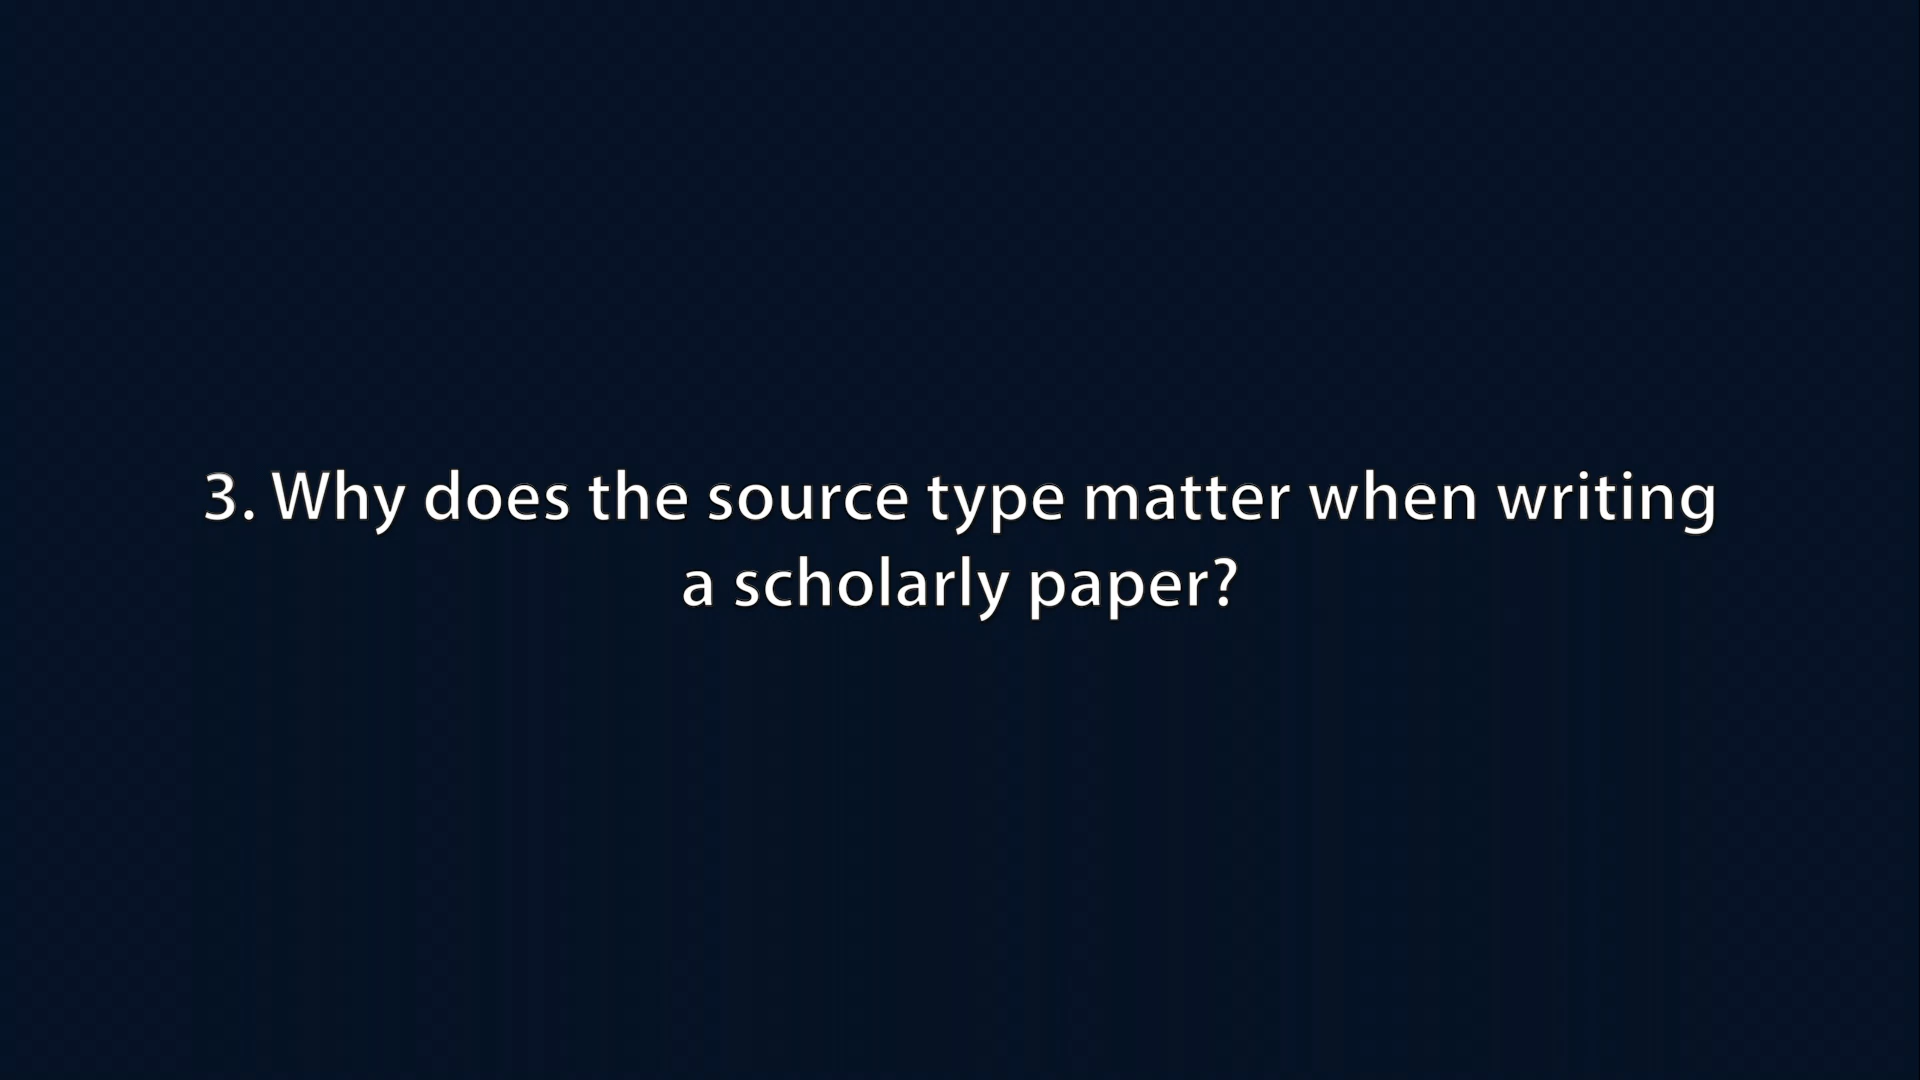 3. Why does the source type matter when writing
a scholarly paper?